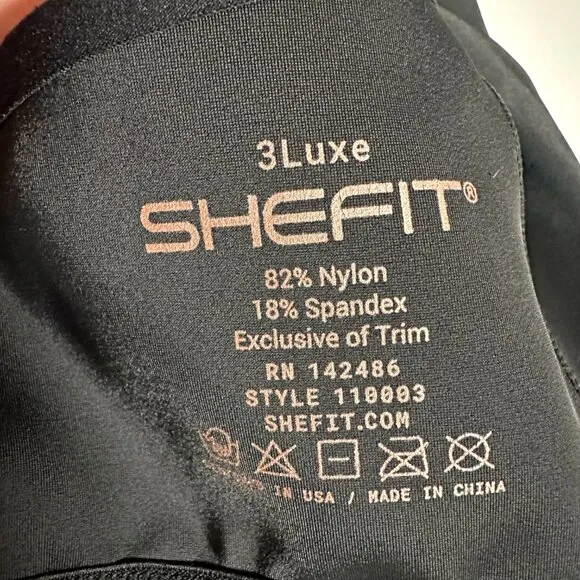 3Luxe
SHEFIT®
82% Nylon
18% Spandex
Exclusive of Trim
RN 142486
STYLE 110003
SHEFIT.COM
IN USA / MADE IN CHINA